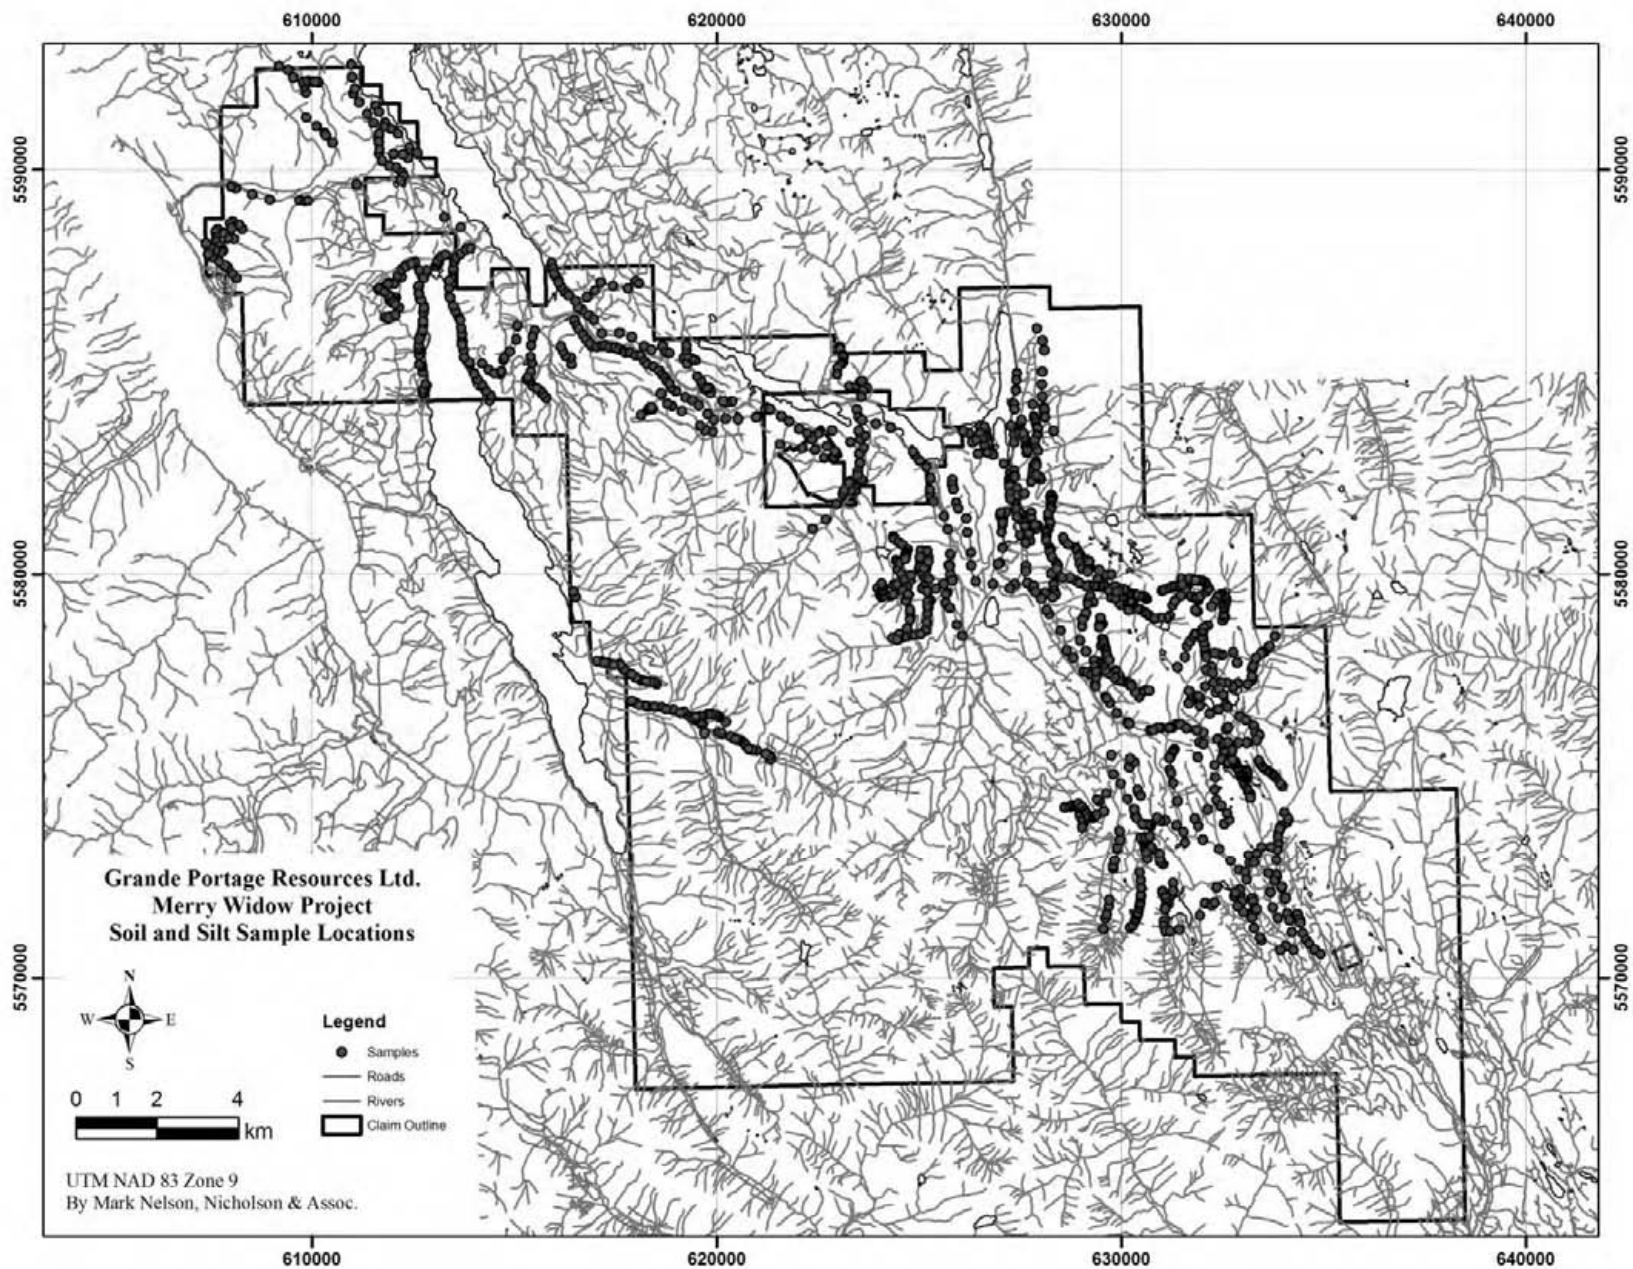 610000 620000 630000 640000
5590000 5590000
5580000 5580000
5570000 5570000
Grande Portage Resources Ltd.
Merry Widow Project
Soil and Silt Sample Locations
N
W E
S
Legend
Samples
Roads
Rivers
Claim Outline
0 1 2 4
km
UTM NAD 83 Zone 9
By Mark Nelson, Nicholson & Assoc.
610000 620000 630000 640000